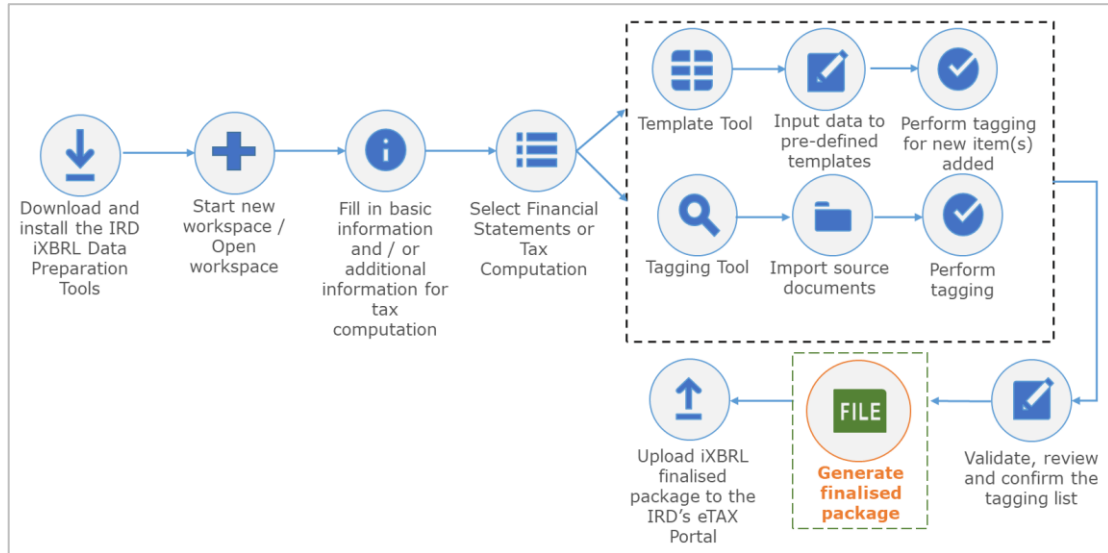 Download and
install the IRD
iXBRL Data
Preparation
Tools
Start new
workspace /
Open
workspace
Fill in basic
information
and / or
additional
information for
tax
computation
Select Financial
Statements or
Tax
Computation
Template Tool
Input data to
pre-defined
templates
Perform tagging
for new item(s)
added
Tagging Tool
Import source
documents
Perform
tagging
Validate, review
and confirm the
tagging list
FILE
Generate
finalised
package
Upload iXBRL
finalised
package to the
IRD's eTAX
Portal